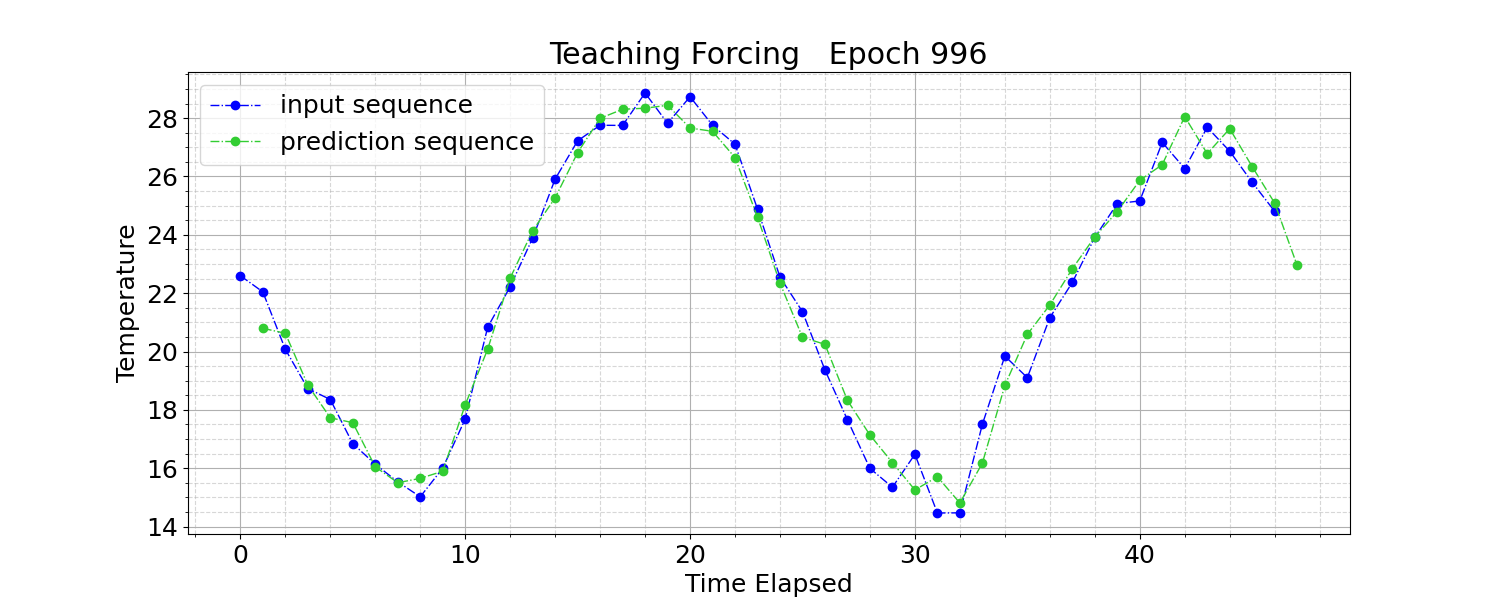 Teaching Forcing   Epoch 996
input sequence
prediction sequence
28
26
24
22
20
18
16
14
Temperature
0 10 20 30 40
Time Elapsed